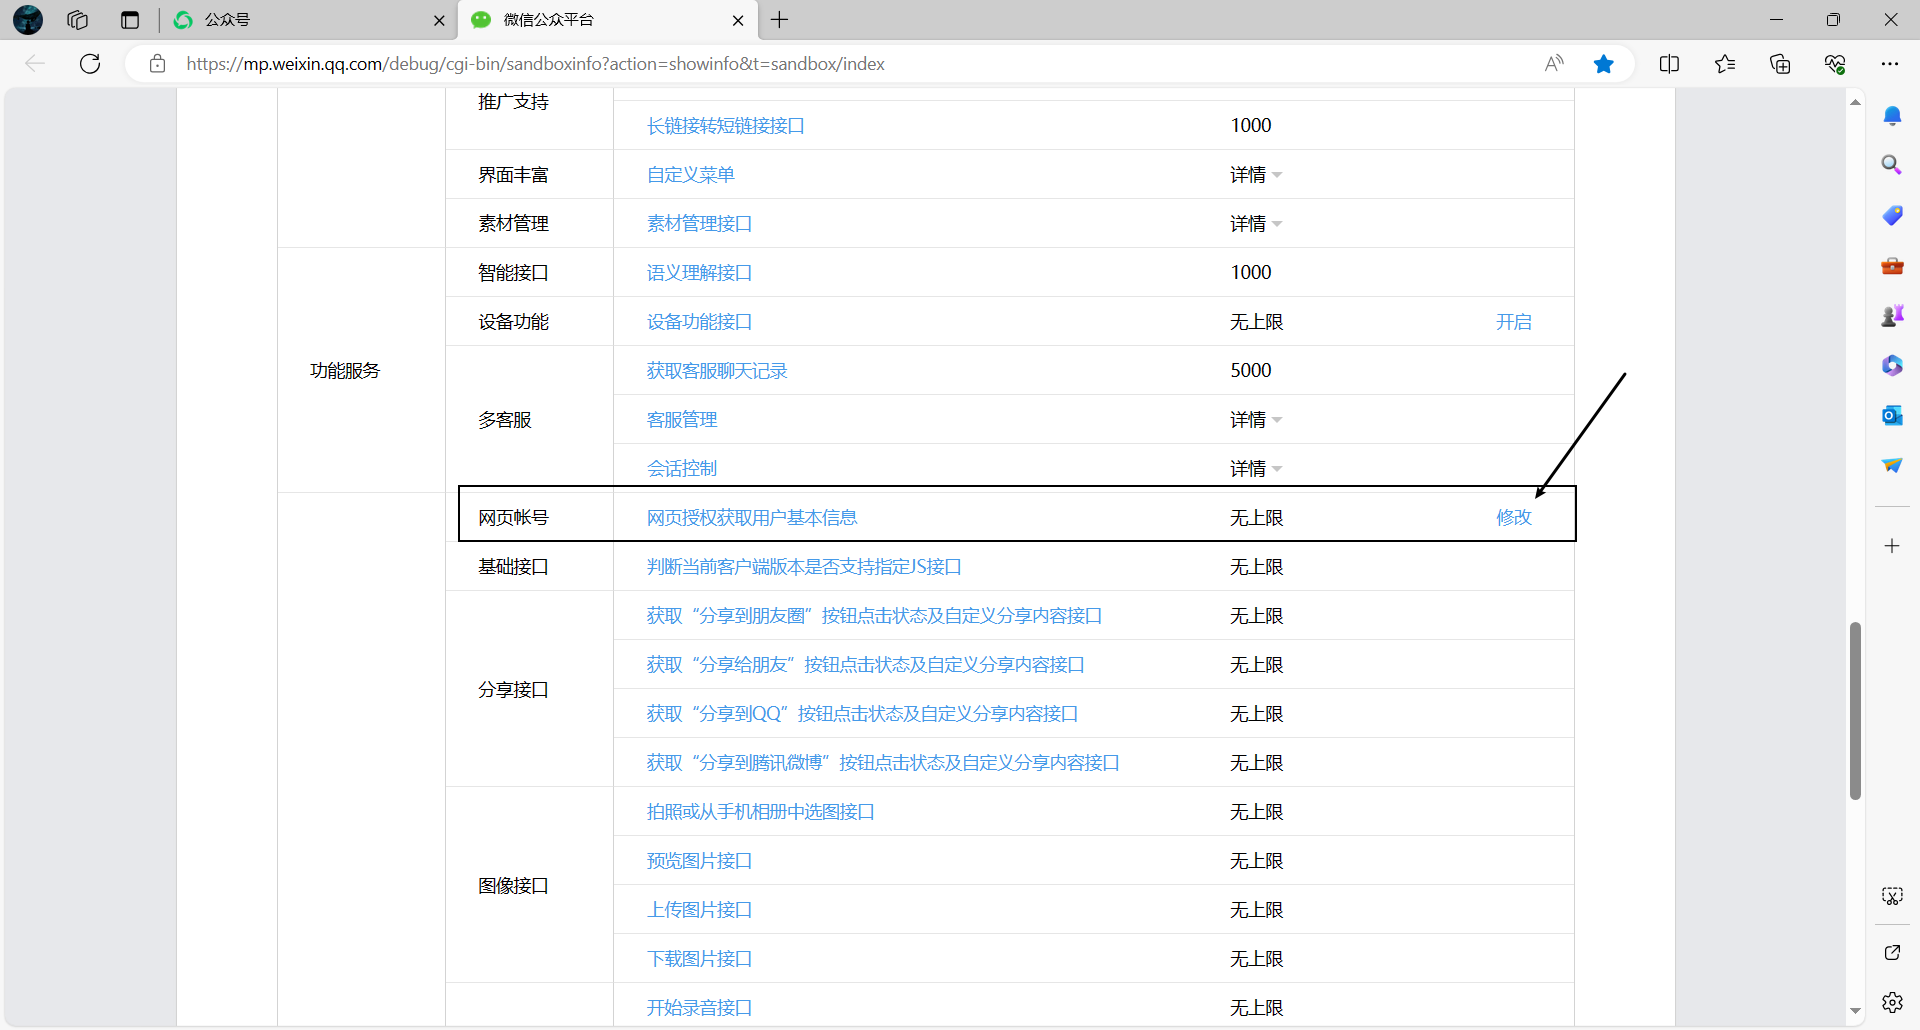 公众号
微信公众平台
https://mp.weixin.qq.com/debug/cgi-bin/sandboxinfo?action=showinfo&t=sandbox/index
推广支持
长链接转短链接接口 1000
界面丰富 自定义菜单 详情
素材管理 素材管理接口 详情
智能接口 语义理解接口 1000
设备功能 设备功能接口 无上限 开启
功能服务
获取客服聊天记录 5000
多客服 客服管理 详情
会话控制 详情
网页帐号 网页授权获取用户基本信息 无上限 修改
基础接口 判断当前客户端版本是否支持指定JS接口 无上限
获取“分享到朋友圈”按钮点击状态及自定义分享内容接口 无上限
获取“分享给朋友”按钮点击状态及自定义分享内容接口 无上限
分享接口
获取“分享到QQ”按钮点击状态及自定义分享内容接口 无上限
获取“分享到腾讯微博”按钮点击状态及自定义分享内容接口 无上限
拍照或从手机相册中选图接口 无上限
预览图片接口 无上限
图像接口
上传图片接口 无上限
下载图片接口 无上限
开始录音接口 无上限